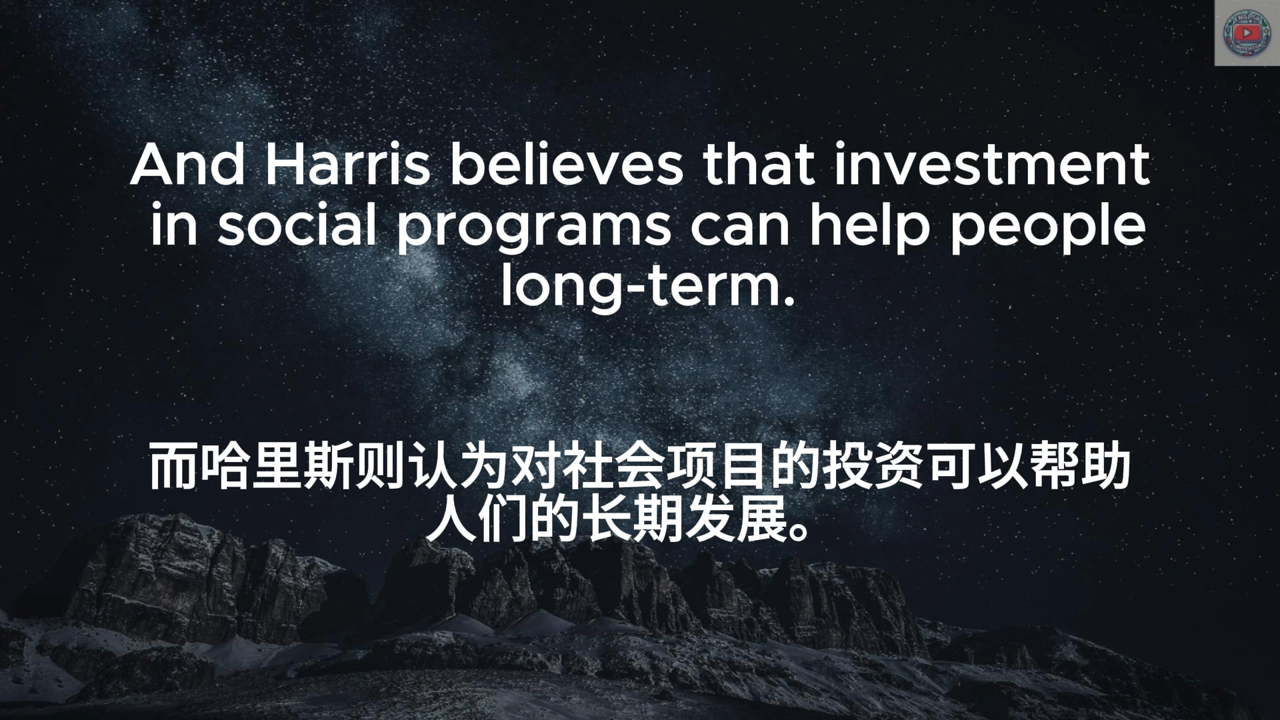 And Harris believes that investment
in social programs can help people
long-term.
而哈里斯则认为对社会项目的投资可以帮助
人们的长期发展。